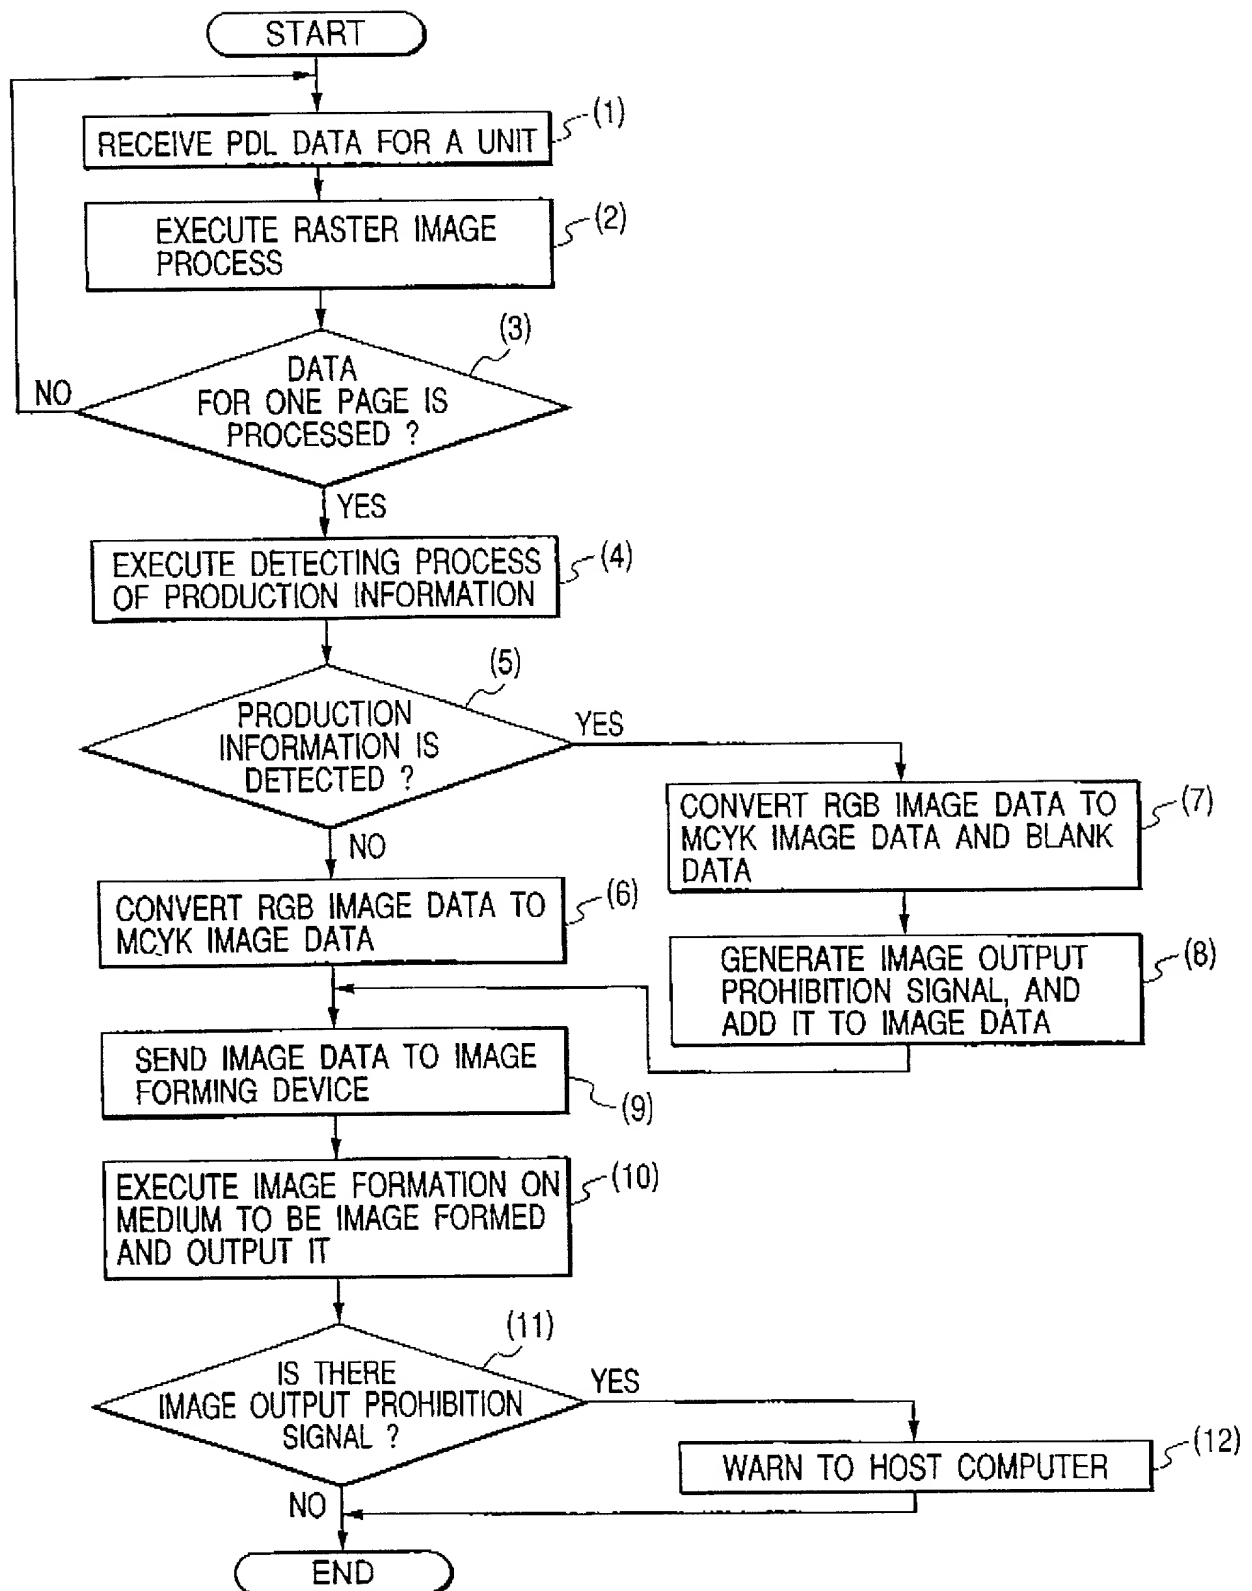 START
(1)
RECEIVE PDL DATA FOR A UNIT
(2)
EXECUTE RASTER IMAGE
PROCESS
(3)
DATA
FOR ONE PAGE IS
PROCESSED ?
NO
YES
(4)
EXECUTE DETECTING PROCESS
OF PRODUCTION INFORMATION
(5)
PRODUCTION
INFORMATION IS
DETECTED ?
YES
NO
(7)
CONVERT RGB IMAGE DATA TO
MCYK IMAGE DATA AND BLANK
DATA
(6)
CONVERT RGB IMAGE DATA TO
MCYK IMAGE DATA
(8)
GENERATE IMAGE OUTPUT
PROHIBITION SIGNAL, AND
ADD IT TO IMAGE DATA
SEND IMAGE DATA TO IMAGE
FORMING DEVICE
(9)
(10)
EXECUTE IMAGE FORMATION ON
MEDIUM TO BE IMAGE FORMED
AND OUTPUT IT
(11)
IS THERE
IMAGE OUTPUT PROHIBITION
SIGNAL ?
YES
NO
(12)
WARN TO HOST COMPUTER
END